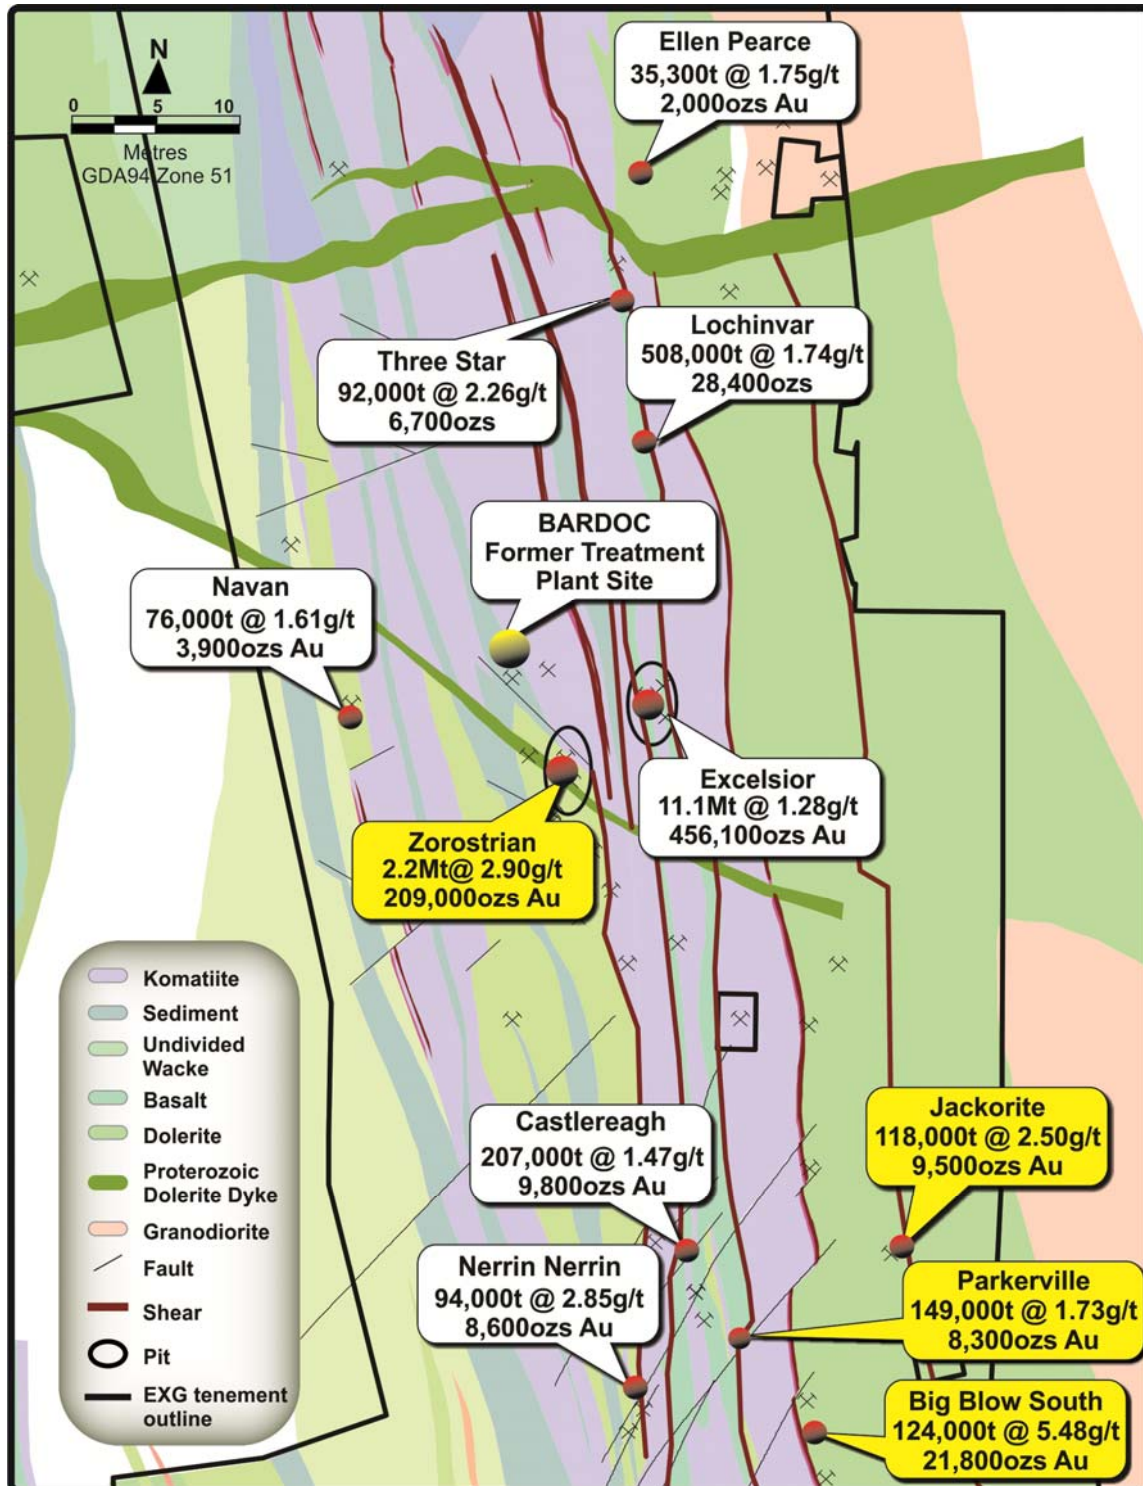 N
0 5 10
Metres
GDA94 Zone 51
Ellen Pearce
35,300t @ 1.75g/t
2,000ozs Au
Lochinvar
508,000t @ 1.74g/t
28,400ozs
Three Star
92,000t @ 2.26g/t
6,700ozs
BARDOC
Former Treatment
Plant Site
Navan
76,000t @ 1.61g/t
3,900ozs Au
Excelsior
11.1Mt @ 1.28g/t
456,100ozs Au
Zorostrian
2.2Mt@ 2.90g/t
209,000ozs Au
Komatiite
Sediment
Undivided
Wacke
Basalt
Dolerite
Proterozoic
Dolerite Dyke
Granodiorite
Fault
Shear
Pit
EXG tenement
outline
Castlereagh
207,000t @ 1.47g/t
9,800ozs Au
Jackorite
118,000t @ 2.50g/t
9,500ozs Au
Nerrin Nerrin
94,000t @ 2.85g/t
8,600ozs Au
Parkerville
149,000t @ 1.73g/t
8,300ozs Au
Big Blow South
124,000t @ 5.48g/t
21,800ozs Au